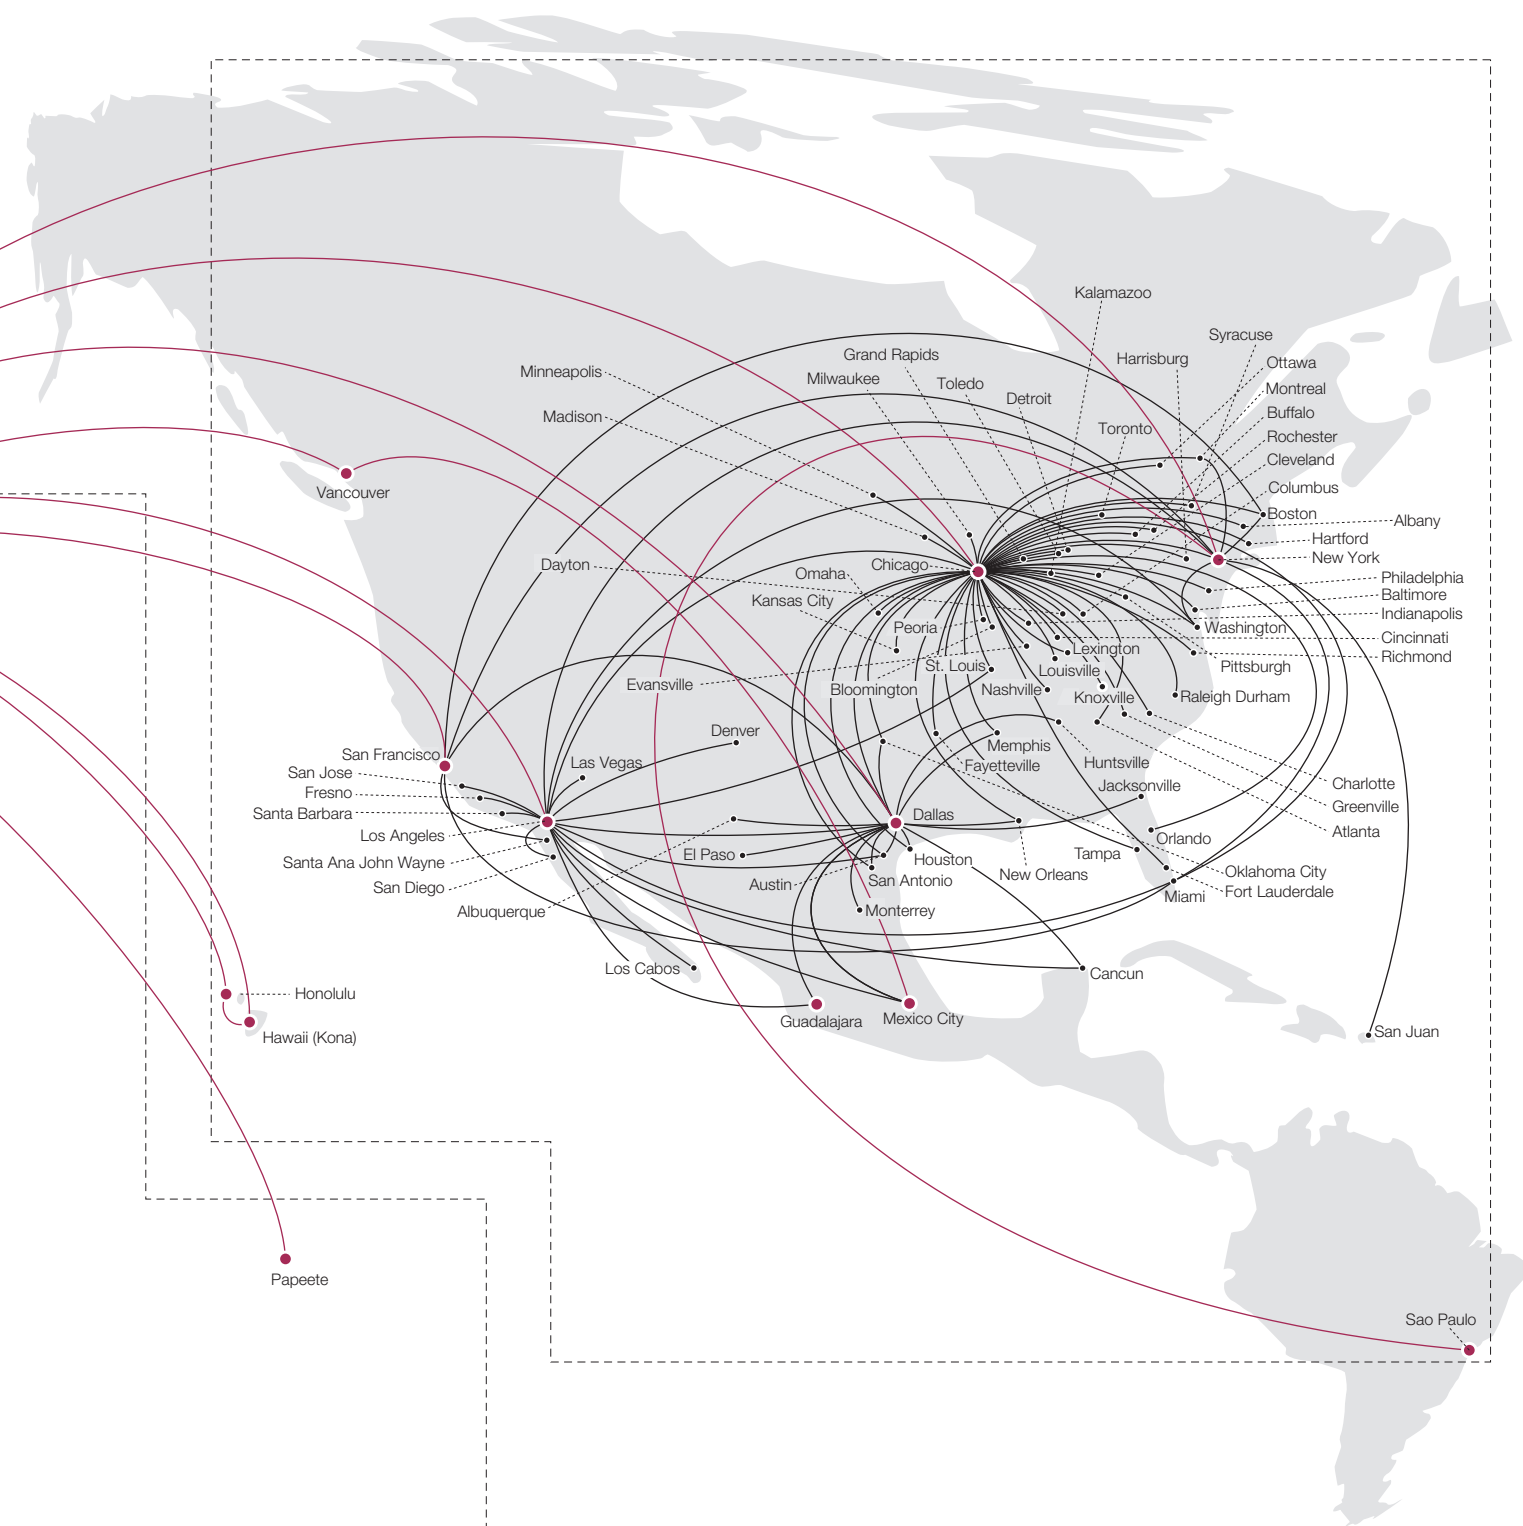 Kalamazoo
Syracuse
Grand Rapids
Harrisburg
Ottawa
Minneapolis
Milwaukee
Toledo
Montreal
Detroit
Madison
Buffalo
Toronto
Rochester
Cleveland
Columbus
Boston
Albany
Hartford
New York
Dayton
Chicago
Omaha
Philadelphia
Kansas City
Baltimore
Indianapolis
Peoria
Washington
Cincinnati
Lexington
Richmond
St. Louis
Louisville
Pittsburgh
Evansville
Bloomington
Nashville
Knoxville
Raleigh Durham
Vancouver
Denver
Memphis
San Francisco
Las Vegas
Fayetteville
Huntsville
San Jose
Charlotte
Fresno
Jacksonville
Greenville
Santa Barbara
Dallas
Atlanta
Los Angeles
Orlando
El Paso
Tampa
Santa Ana John Wayne
Houston
San Diego
Austin
San Antonio
New Orleans
Oklahoma City
Fort Lauderdale
Miami
Albuquerque
Monterrey
Los Cabos
Cancun
Honolulu
Guadalajara
Mexico City
San Juan
Hawaii (Kona)
Papeete
Sao Paulo